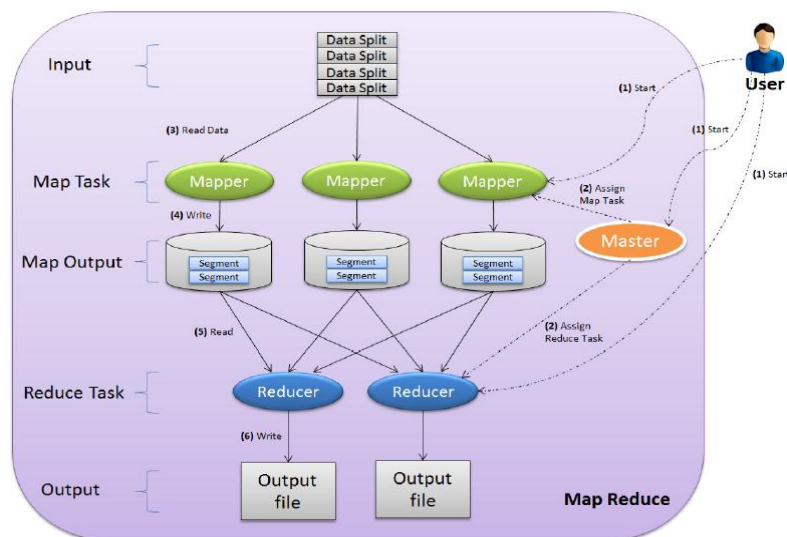 Input
Data Split
Data Split
Data Split
Data Split
User
(1) Start
(1) Start
(1) Start
(3) Read Data
Map Task
Mapper
Mapper
Mapper
(2) Assign
Map Task
(4) Write
Master
Map Output
Segment
Segment
Segment
Segment
Segment
Segment
(5) Read
(2) Assign
Reduce Task
Reduce Task
Reducer
Reducer
(6) Write
Output
Output
file
Output
file
Map Reduce